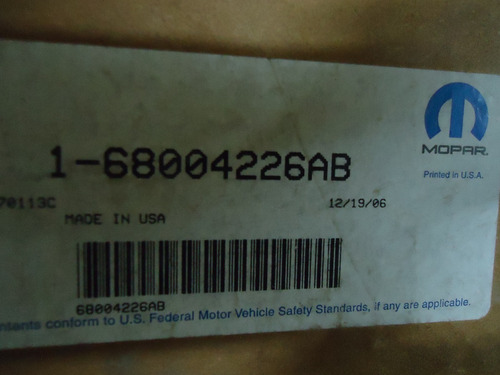 MOPAR.
1-68004226AB
Printed in U.S.A.
70113C 12/19/06
MADE IN USA
68004226AB
conform to U.S. Federal Motor Vehicle Safety Standards, if any are applicable.